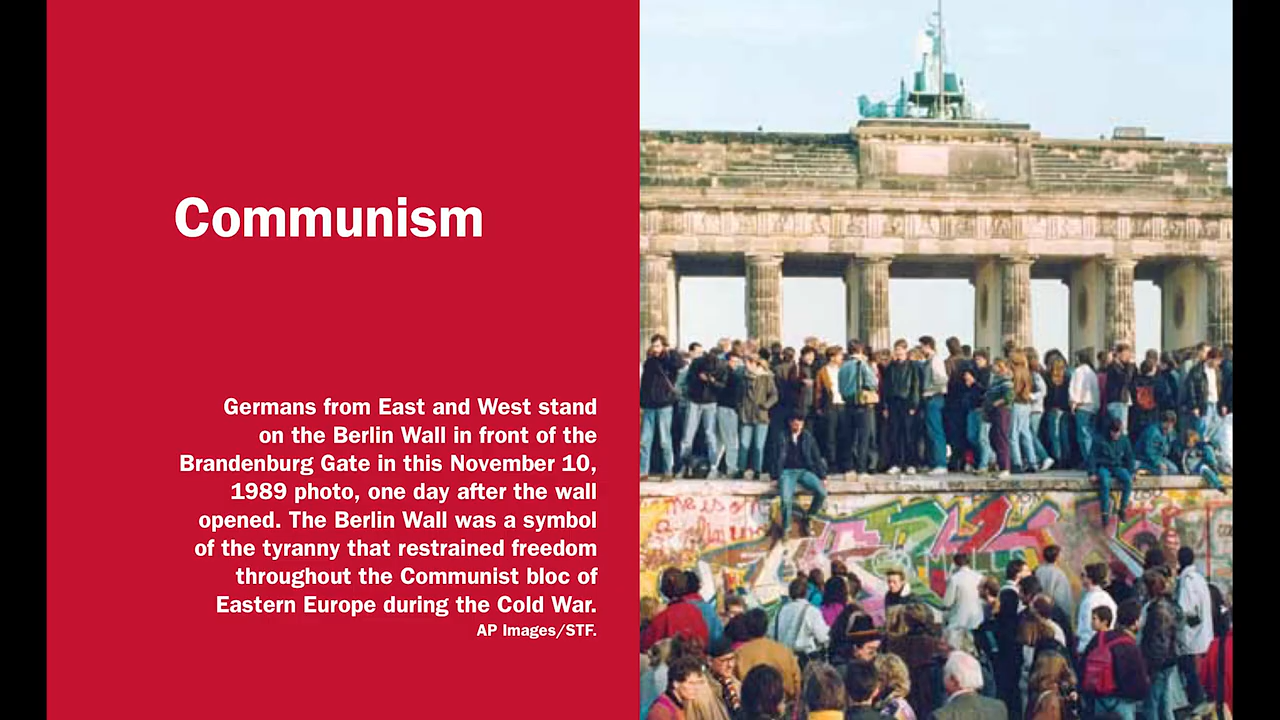 Communism
Germans from East and West stand
on the Berlin Wall in front of the
Brandenburg Gate in this November 10,
1989 photo, one day after the wall
opened. The Berlin Wall was a symbol
of the tyranny that restrained freedom
throughout the Communist bloc of
Eastern Europe during the Cold War.
AP Images/STF.